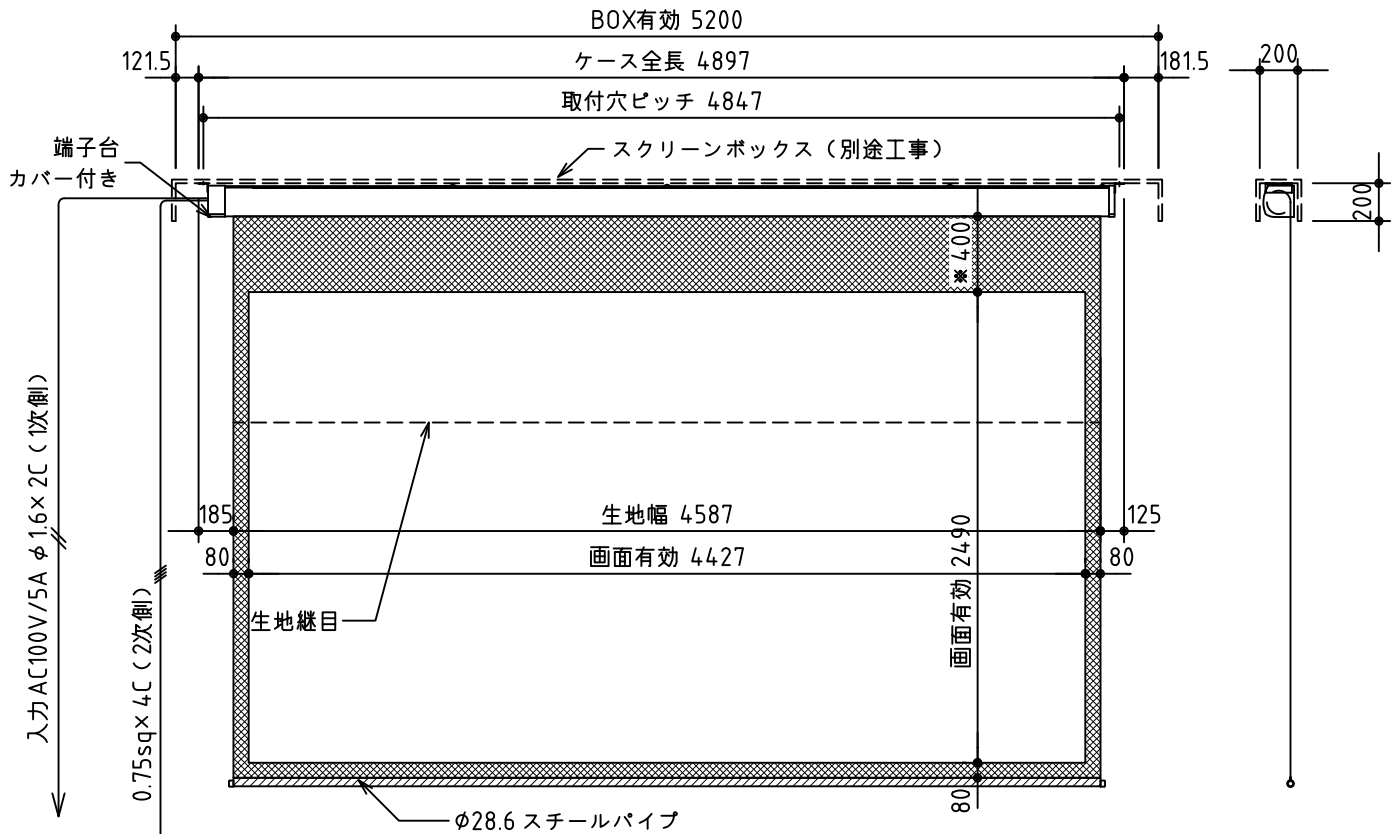 BOX有効 5200
121.5
ケース全長 4897
181.5
200
取付穴ピッチ 4847
端子台
カバー付き
スクリーンボックス（別途工事）
200
※ 400
入力AC100V/5A φ1.6×2C（1次側）
0.75sq×4C（2次側）
185
生地幅 4587
125
80
画面有効 4427
80
画面有効 2490
生地継目
80
φ28.6 スチールパイプ